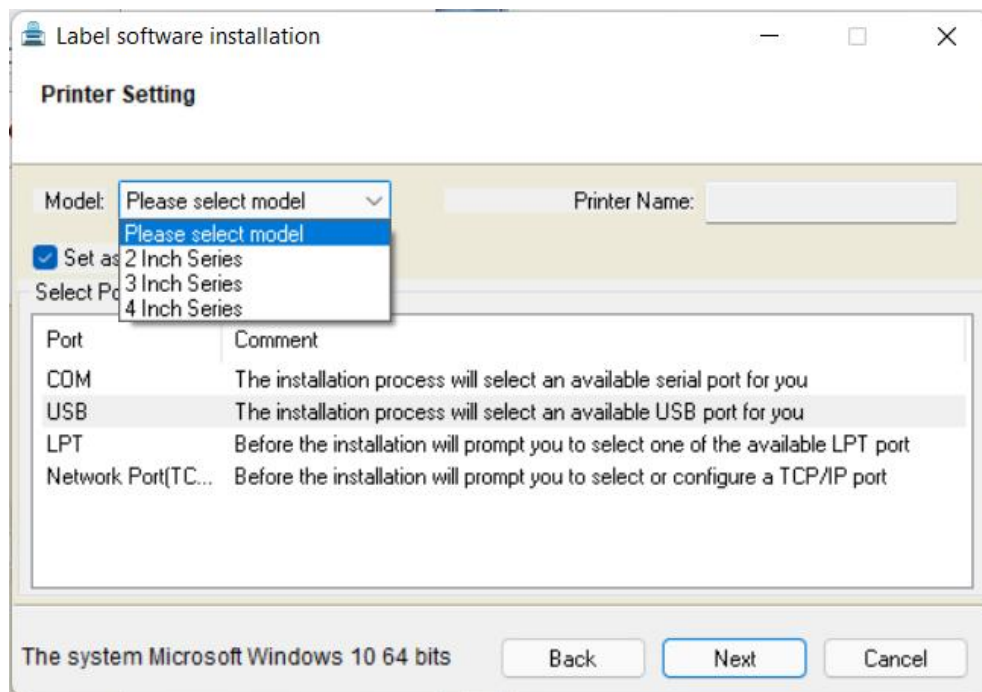 Label software installation
Printer Setting
Model: Please select model
Printer Name:
Please select model
2 Inch Series
3 Inch Series
4 Inch Series
Set as
Select Po
Port Comment
COM The installation process will select an available serial port for you
USB The installation process will select an available USB port for you
LPT Before the installation will prompt you to select one of the available LPT port
Network Port(TC... Before the installation will prompt you to select or configure a TCP/IP port
The system Microsoft Windows 10 64 bits
Back Next Cancel